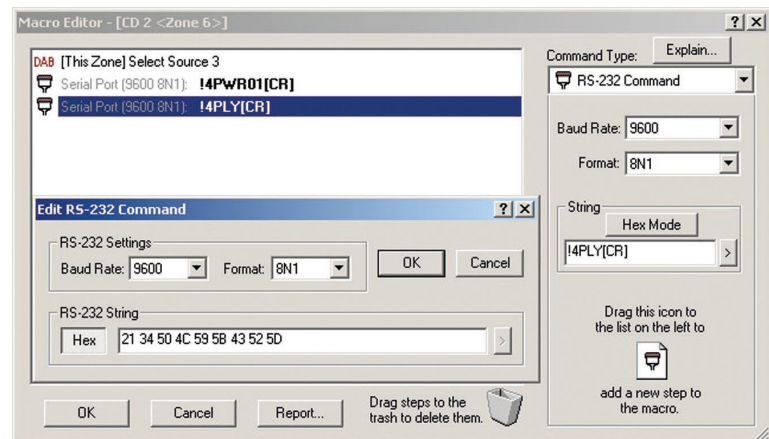 Macro Editor - [CD 2 <Zone 6>]
DAB [This Zone] Select Source 3
Serial Port (9600 8N1): !4PWR01[CR]
Serial Port (9600 8N1): !4PLY[CR]
Command Type: Explain...
RS-232 Command
Baud Rate: 9600
Format: 8N1
String
Hex Mode
!4PLY[CR] >
Drag this icon to
the list on the left to
add a new step to
the macro.
Edit RS-232 Command
RS-232 Settings
Baud Rate: 9600 Format: 8N1 OK Cancel
RS-232 String
Hex 21 34 50 4C 59 5B 43 52 5D >
OK Cancel Report... Drag steps to the
trash to delete them.